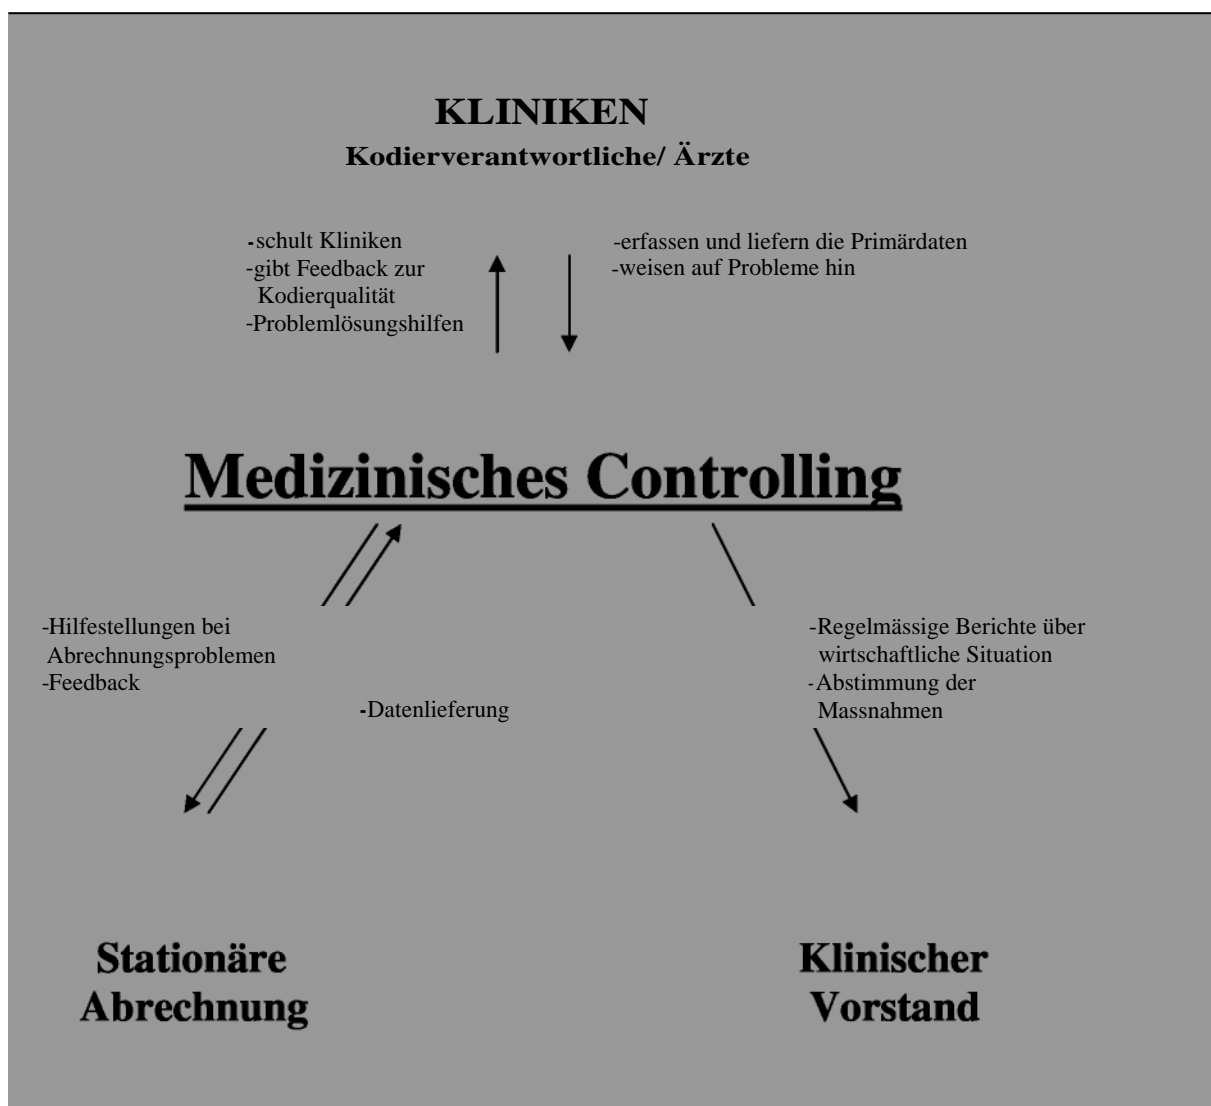 KLINIKEN
Kodierverantwortliche/ Ärzte
-schult Kliniken
-gibt Feedback zur
Kodierqualität
-Problemlösungshilfen
-erfassen und liefern die Primärdaten
-weisen auf Probleme hin
Medizinisches Controlling
-Hilfestellungen bei
Abrechnungsproblemen
-Feedback
-Datenlieferung
-Regelmässige Berichte über
wirtschaftliche Situation
-Abstimmung der
Massnahmen
Stationäre
Abrechnung
Klinischer
Vorstand